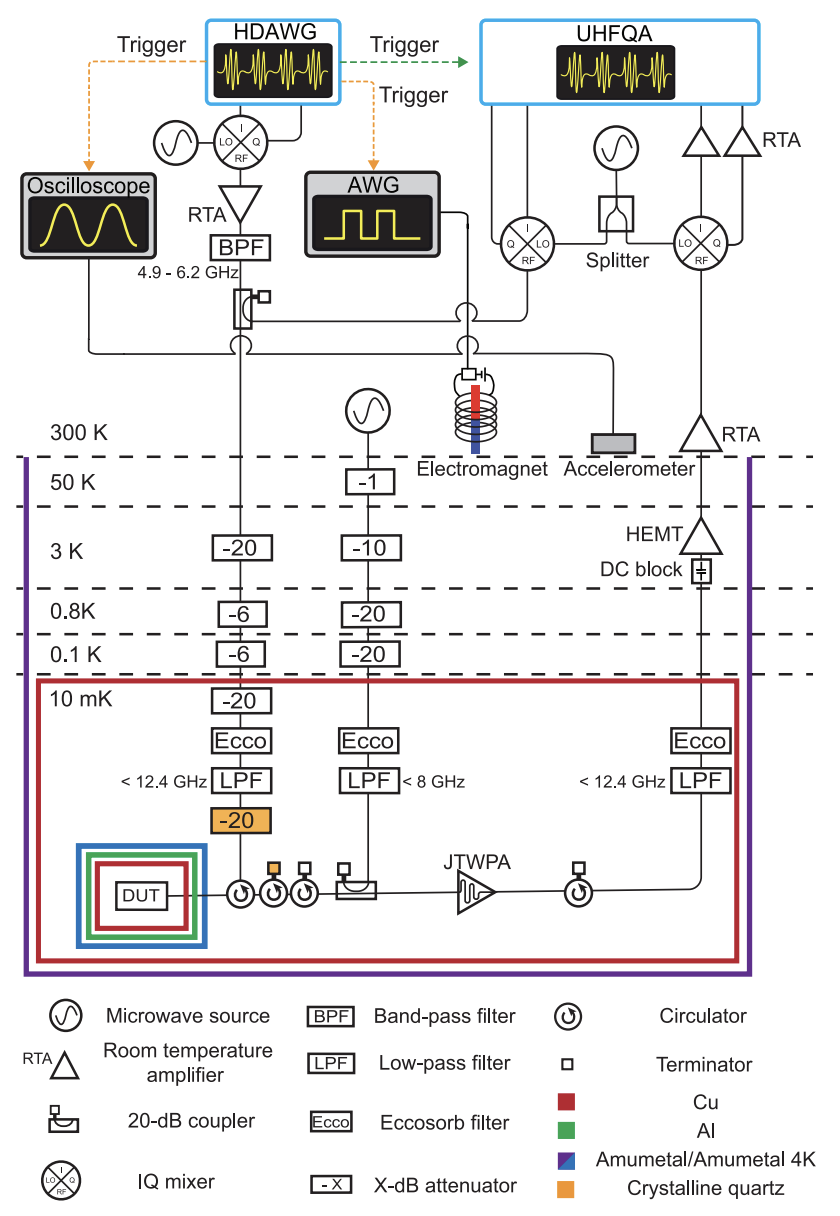 HDAWG
UHFQA
Trigger
Trigger
Trigger
I
LO
Q
RF
RTA
Oscilloscope
RTA
AWG
BPF
4.9 - 6.2 GHz
I
Q
LO
RF
Splitter
I
LO
Q
RF
300 K
RTA
Electromagnet
Accelerometer
50 K
-1
HEMT
3 K
-20
-10
DC block
0.8K
-6
-20
0.1 K
-6
-20
10 mK
-20
Ecco
Ecco
Ecco
< 12.4 GHz
LPF
LPF
< 8 GHz
< 12.4 GHz
LPF
-20
JTWPA
DUT
Microwave source
BPF
Band-pass filter
Circulator
RTA
Room temperature
amplifier
LPF
Low-pass filter
Terminator
Cu
20-dB coupler
Ecco
Eccosorb filter
Al
Amumetal/Amumetal 4K
I
LO
Q
RF
IQ mixer
- X
X-dB attenuator
Crystalline quartz